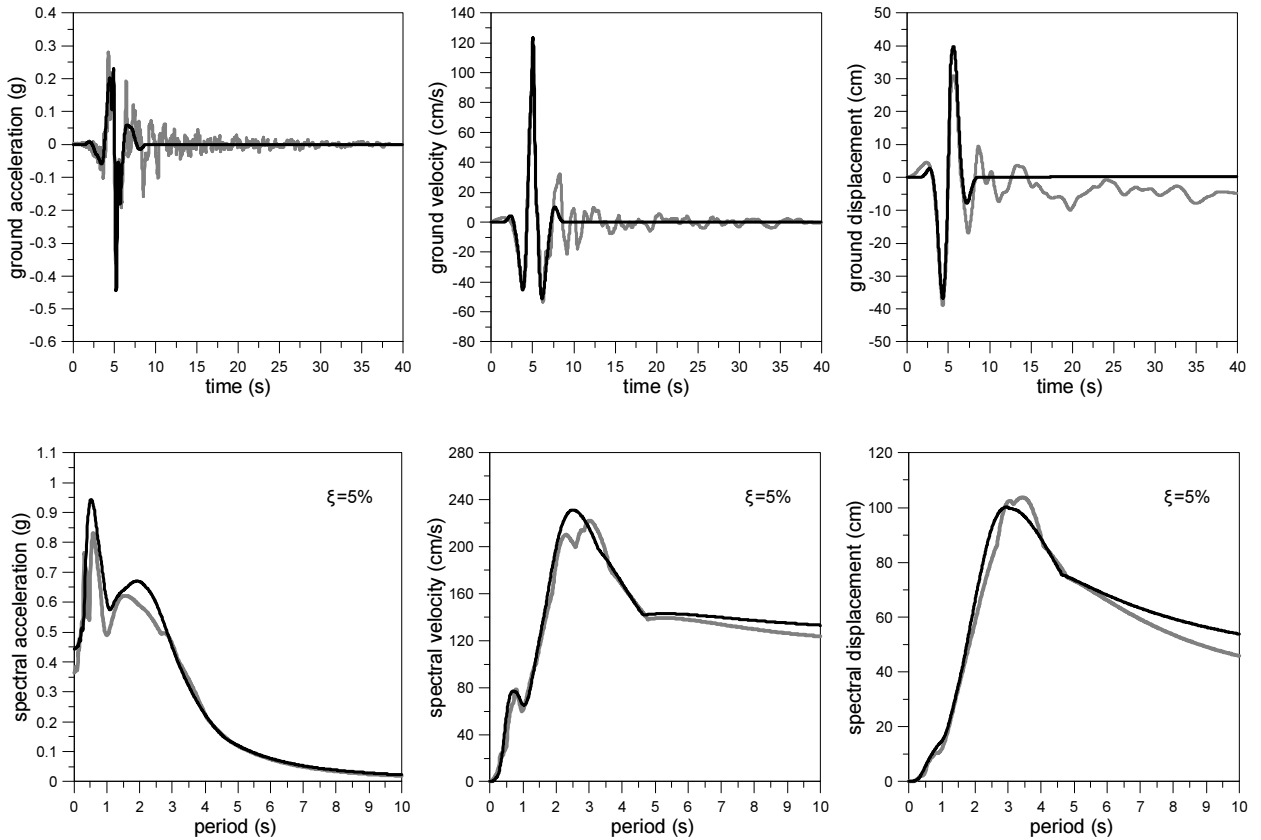 ground acceleration (g)
0.4
0.3
0.2
0.1
0
-0.1
-0.2
-0.3
-0.4
-0.5
-0.6
0 5 10 15 20 25 30 35 40
time (s)
ground velocity (cm/s)
140
120
100
80
60
40
20
0
-20
-40
-60
-80
0 5 10 15 20 25 30 35 40
time (s)
ground displacement (cm)
50
40
30
20
10
0
-10
-20
-30
-40
-50
0 5 10 15 20 25 30 35 40
time (s)
spectral acceleration (g)
1.1
1
0.9
0.8
0.7
0.6
0.5
0.4
0.3
0.2
0.1
0
ξ=5%
0 1 2 3 4 5 6 7 8 9 10
period (s)
spectral velocity (cm/s)
280
240
200
160
120
80
40
0
ξ=5%
0 1 2 3 4 5 6 7 8 9 10
period (s)
spectral displacement (cm)
120
100
80
60
40
20
0
ξ=5%
0 1 2 3 4 5 6 7 8 9 10
period (s)